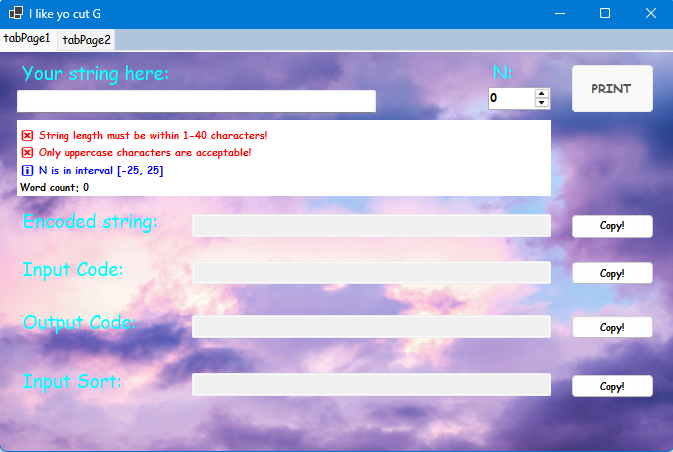 I like yo cut G
tabPage1 tabPage2
Your string here: N:
0
PRINT
String length must be within 1-40 characters!
Only uppercase characters are acceptable!
N is in interval [-25, 25]
Word count: 0
Encoded string: Copy!
Input Code: Copy!
Output Code: Copy!
Input Sort: Copy!